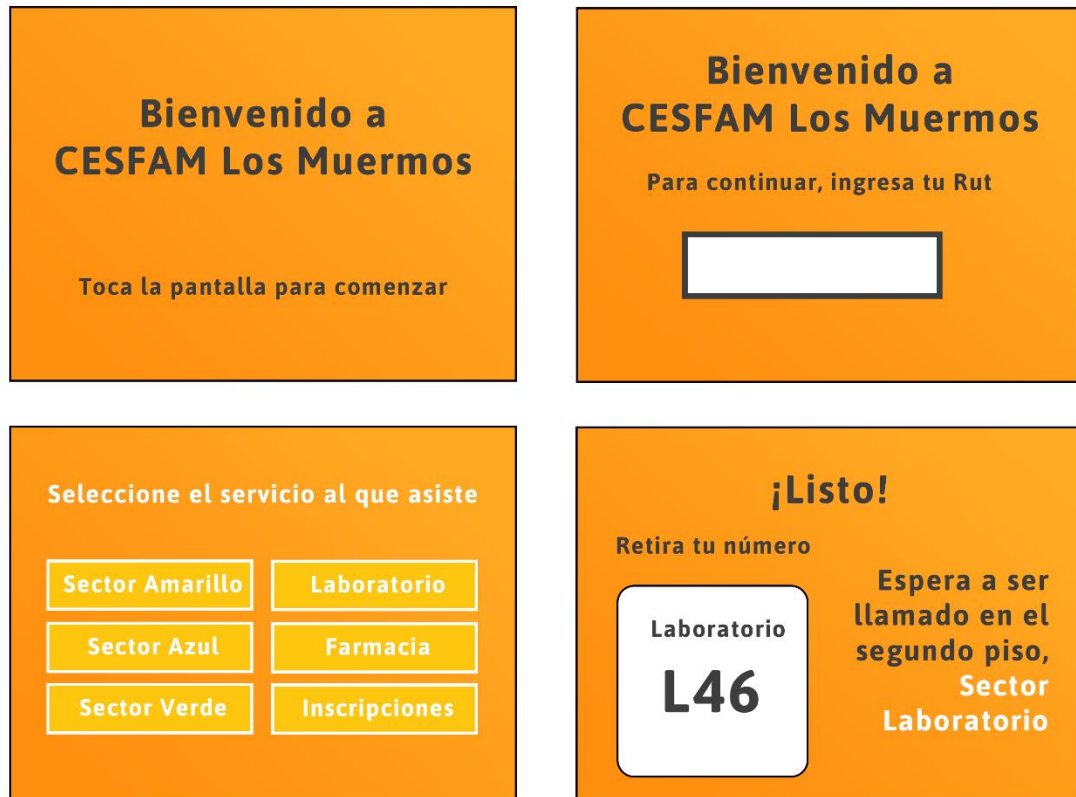 Bienvenido a
CESFAM Los Muermos
Toca la pantalla para comenzar
Bienvenido a
CESFAM Los Muermos
Para continuar, ingresa tu Rut
Seleccione el servicio al que asiste
Sector Amarillo
Laboratorio
Sector Azul
Farmacia
Sector Verde
Inscripciones
¡Listo!
Retira tu número
Laboratorio
L46
Espera a ser
llamado en el
segundo piso,
Sector
Laboratorio